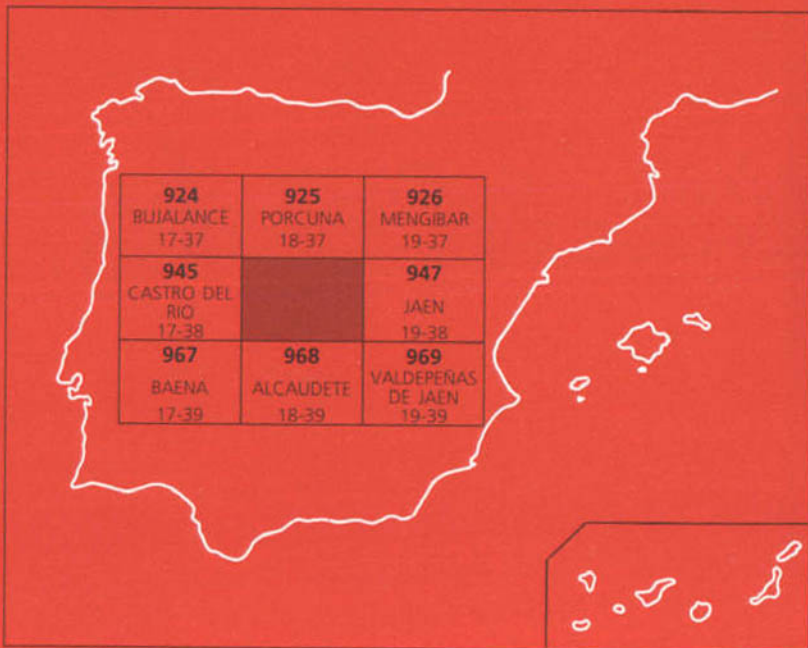 924
BUJALANCE
17-37
925
PORCUNA
18-37
926
MENGIBAR
19-37
945
CASTRO DEL
RIO
17-38
947
JAEN
19-38
967
BAENA
17-39
968
ALCAUDETE
18-39
969
VALDEPEÑAS
DE JAEN
19-39